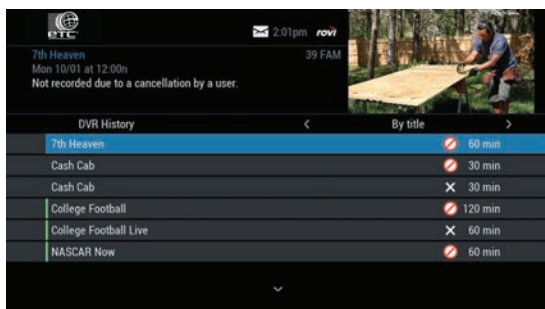 etc
2:01pm rovi
7th Heaven 39 FAM
Mon 10/01 at 12:00n
Not recorded due to a cancellation by a user.
DVR History By title
7th Heaven 60 min
Cash Cab 30 min
Cash Cab 30 min
College Football 120 min
College Football Live 60 min
NASCAR Now 60 min